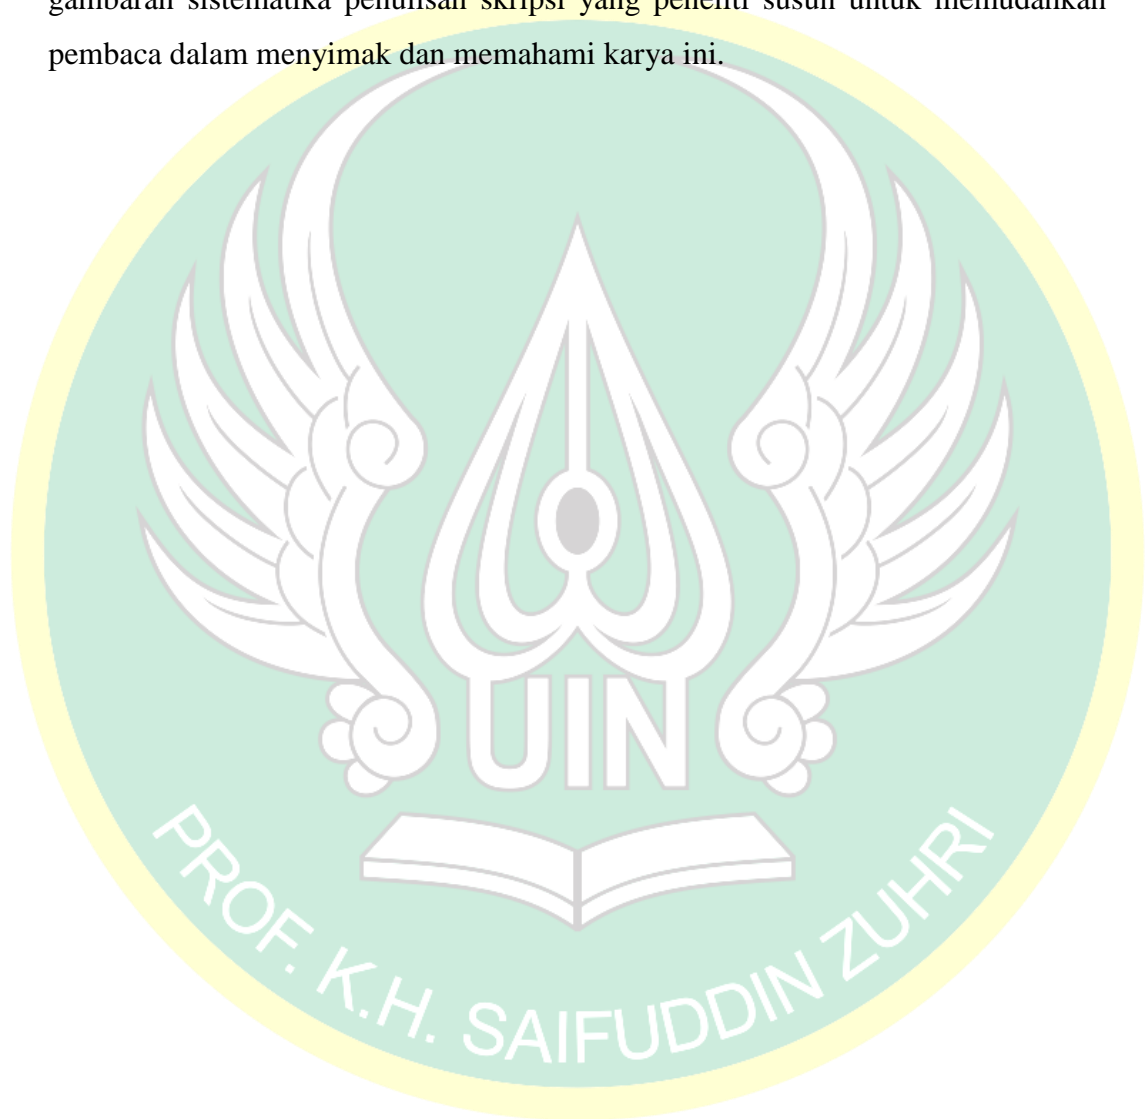 gambaran sistematika penulisan skripsi yang peneliti susun untuk memudahkan
pembaca dalam menyimak dan memahami karya ini.
UIN
PROF. K.H. SAIFUDDIN ZUHRI